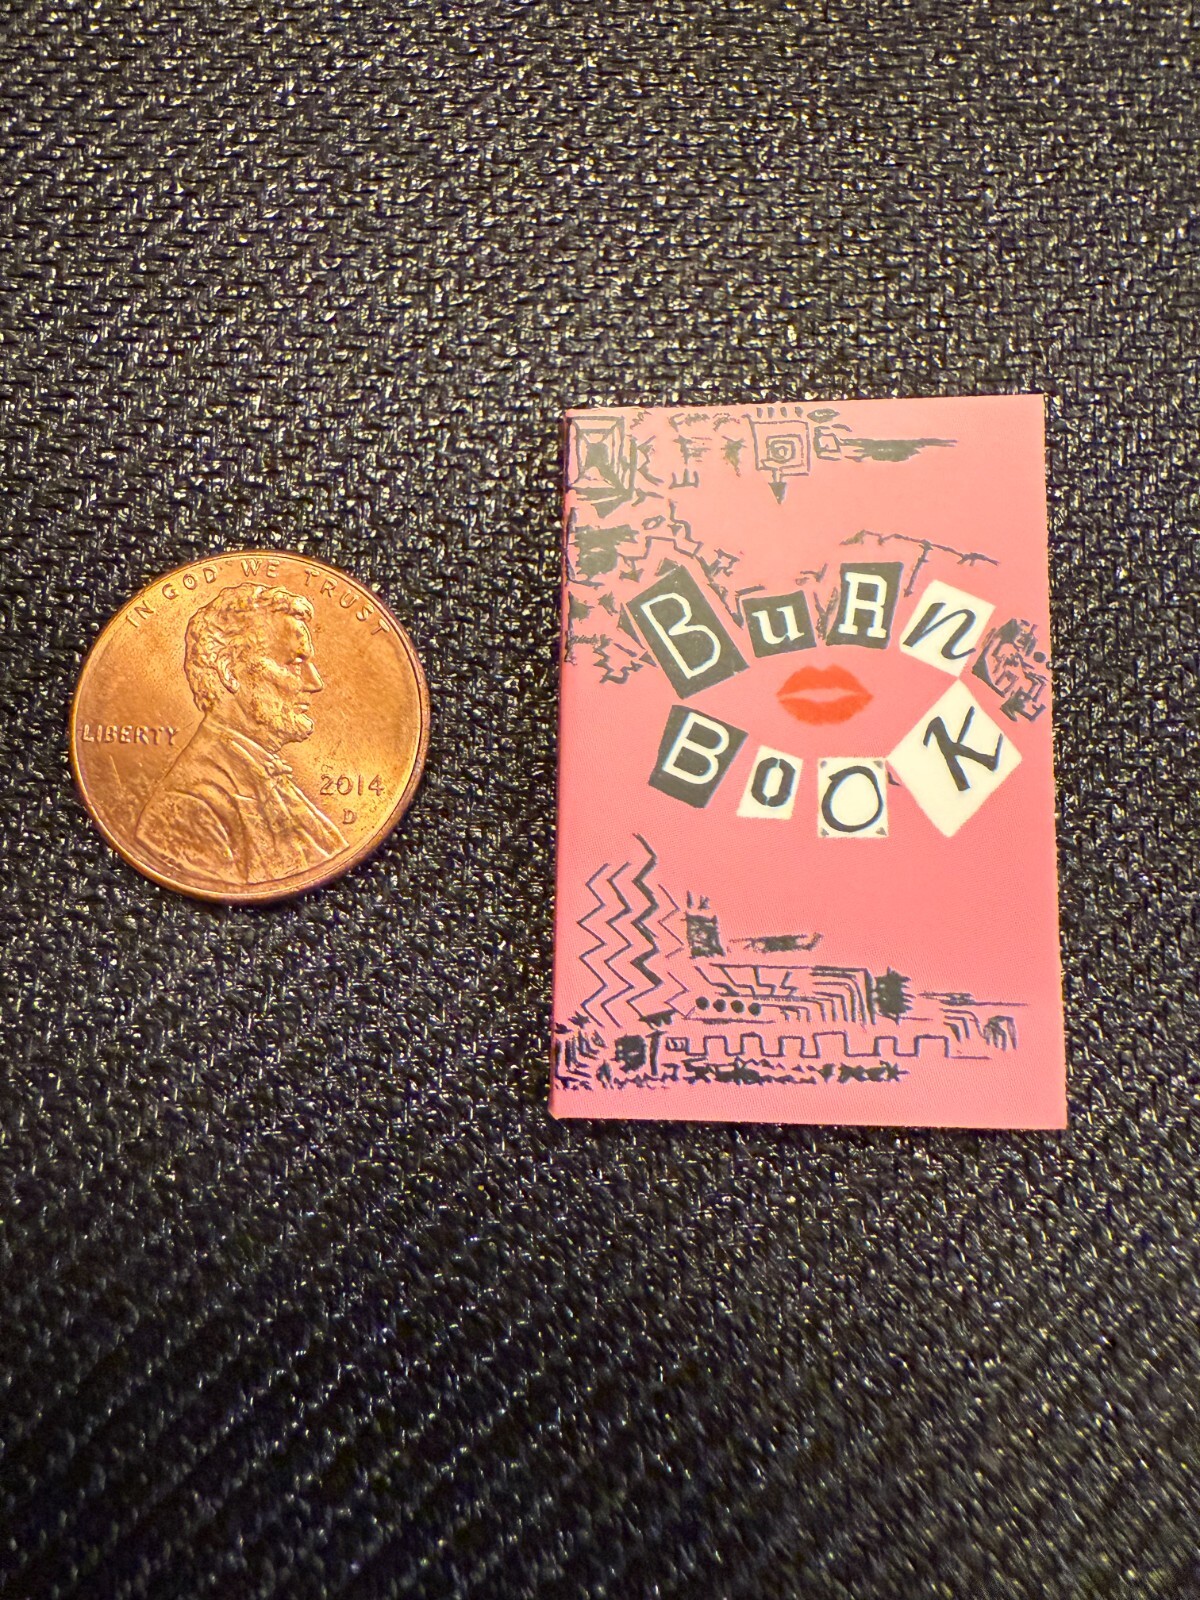 IN GOD WE TRUST
LIBERTY
2014
D
BuRn
BOOK